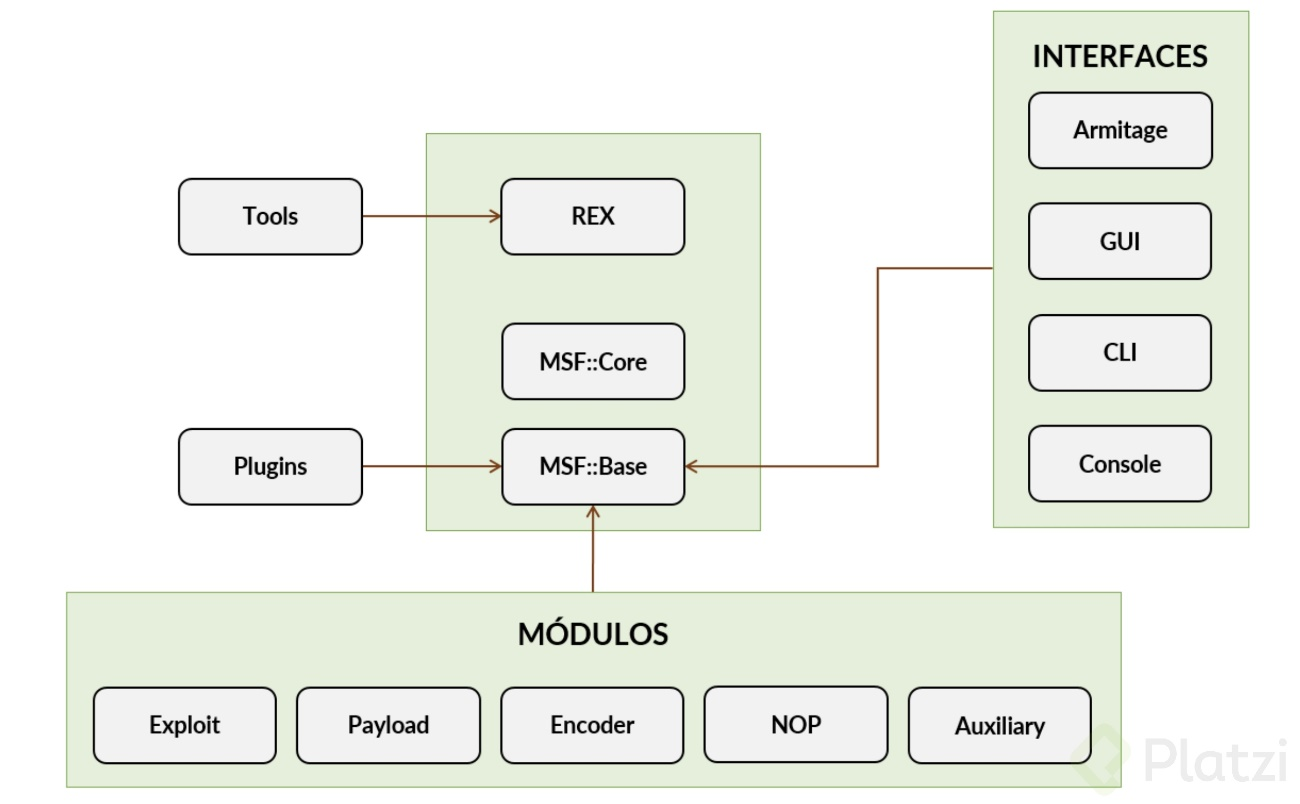 INTERFACES
Armitage
Tools
REX
GUI
MSF::Core
CLI
Plugins
MSF::Base
Console
MÓDULOS
Exploit
Payload
Encoder
NOP
Auxiliary
Platzi